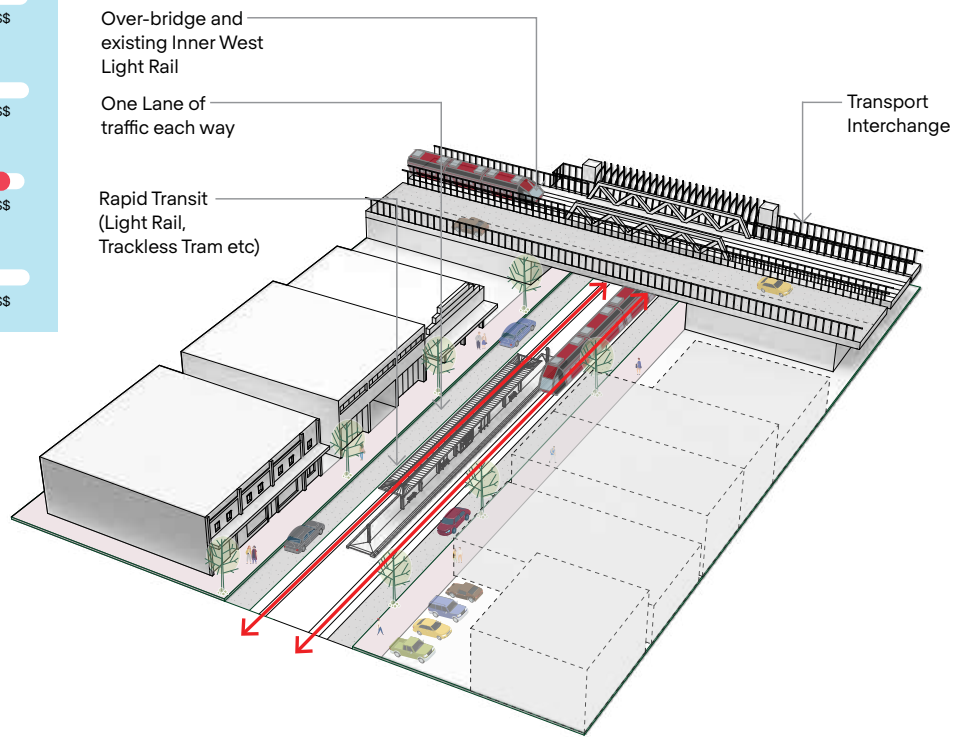 $$
$$
$$
$$
Over-bridge and
existing Inner West
Light Rail
One Lane of
traffic each way
Rapid Transit
(Light Rail,
Trackless Tram etc)
Transport
Interchange